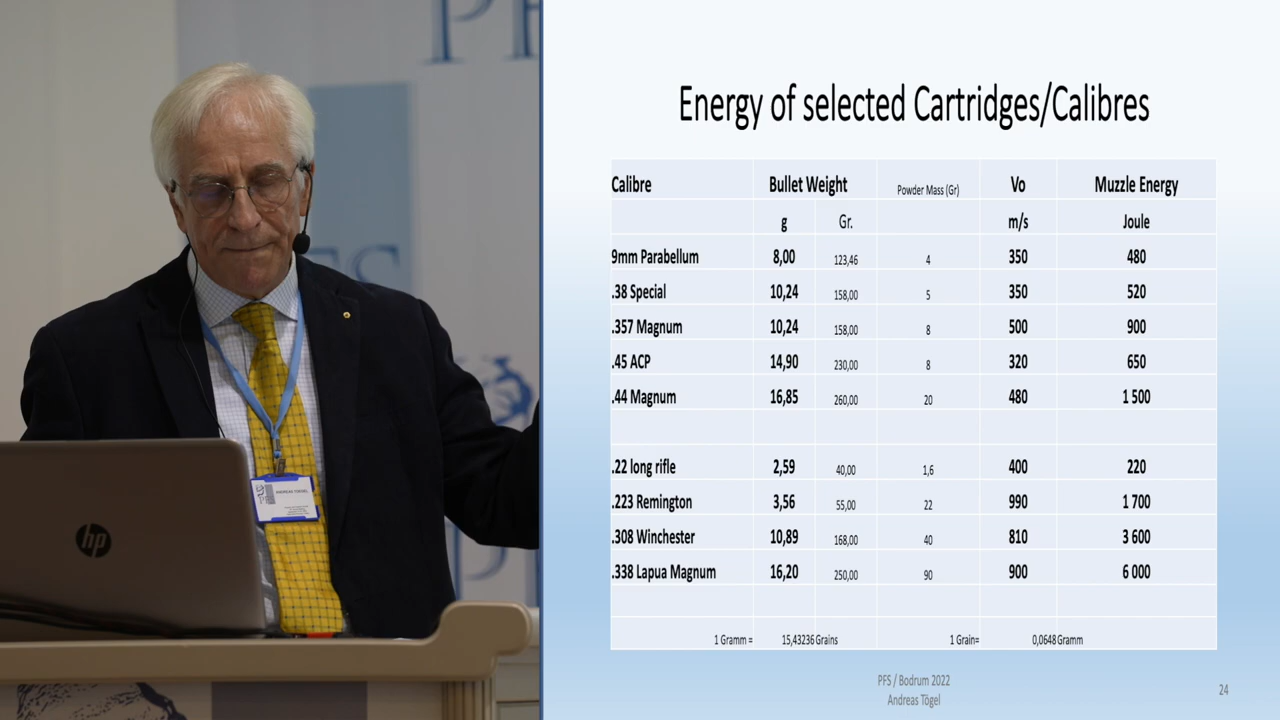 PF
FS
P
hp
ANDREAS TÖGEL
Energy of selected Cartridges/Calibres
Calibre Bullet Weight Powder Mass (Gr) Vo Muzzle Energy
g Gr. m/s Joule
9mm Parabellum 8,00 123,46 4 350 480
.38 Special 10,24 158,00 5 350 520
.357 Magnum 10,24 158,00 8 500 900
.45 ACP 14,90 230,00 8 320 650
.44 Magnum 16,85 260,00 20 480 1 500
.22 long rifle 2,59 40,00 1,6 400 220
.223 Remington 3,56 55,00 22 990 1 700
.308 Winchester 10,89 168,00 40 810 3 600
.338 Lapua Magnum 16,20 250,00 90 900 6 000
1 Gramm = 15,43236 Grains 1 Grain= 0,0648 Gramm
PFS / Bodrum 2022
Andreas Tögel
24